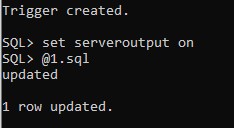 Trigger created.
SQL> set serveroutput on
SQL> @1.sql
updated
1 row updated.